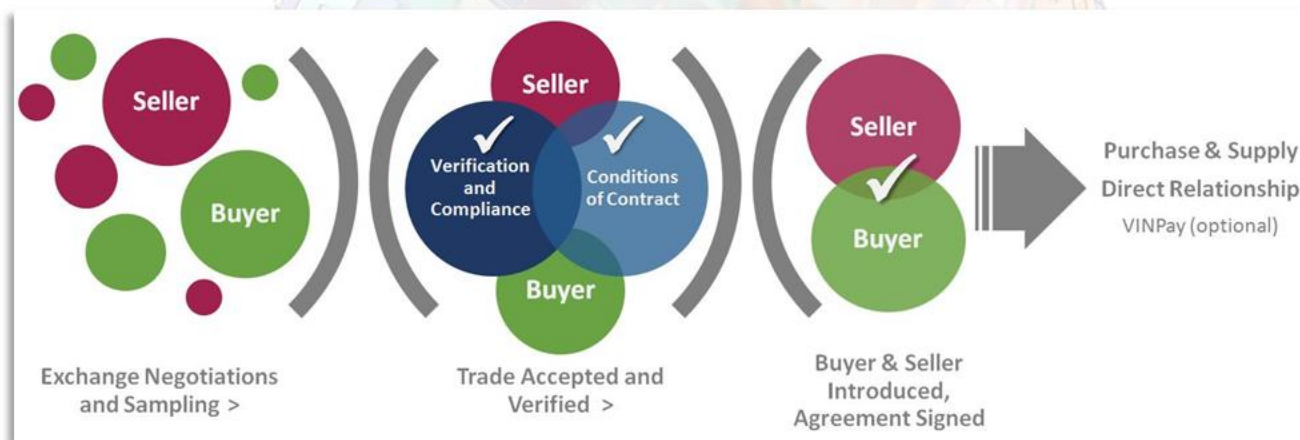 Seller
Buyer
Exchange Negotiations
and Sampling >
Seller
Verification
and
Compliance
Conditions
of Contract
Buyer
Trade Accepted and
Verified >
Seller
Buyer
Buyer & Seller
Introduced,
Agreement Signed
Purchase & Supply
Direct Relationship
VINPay (optional)